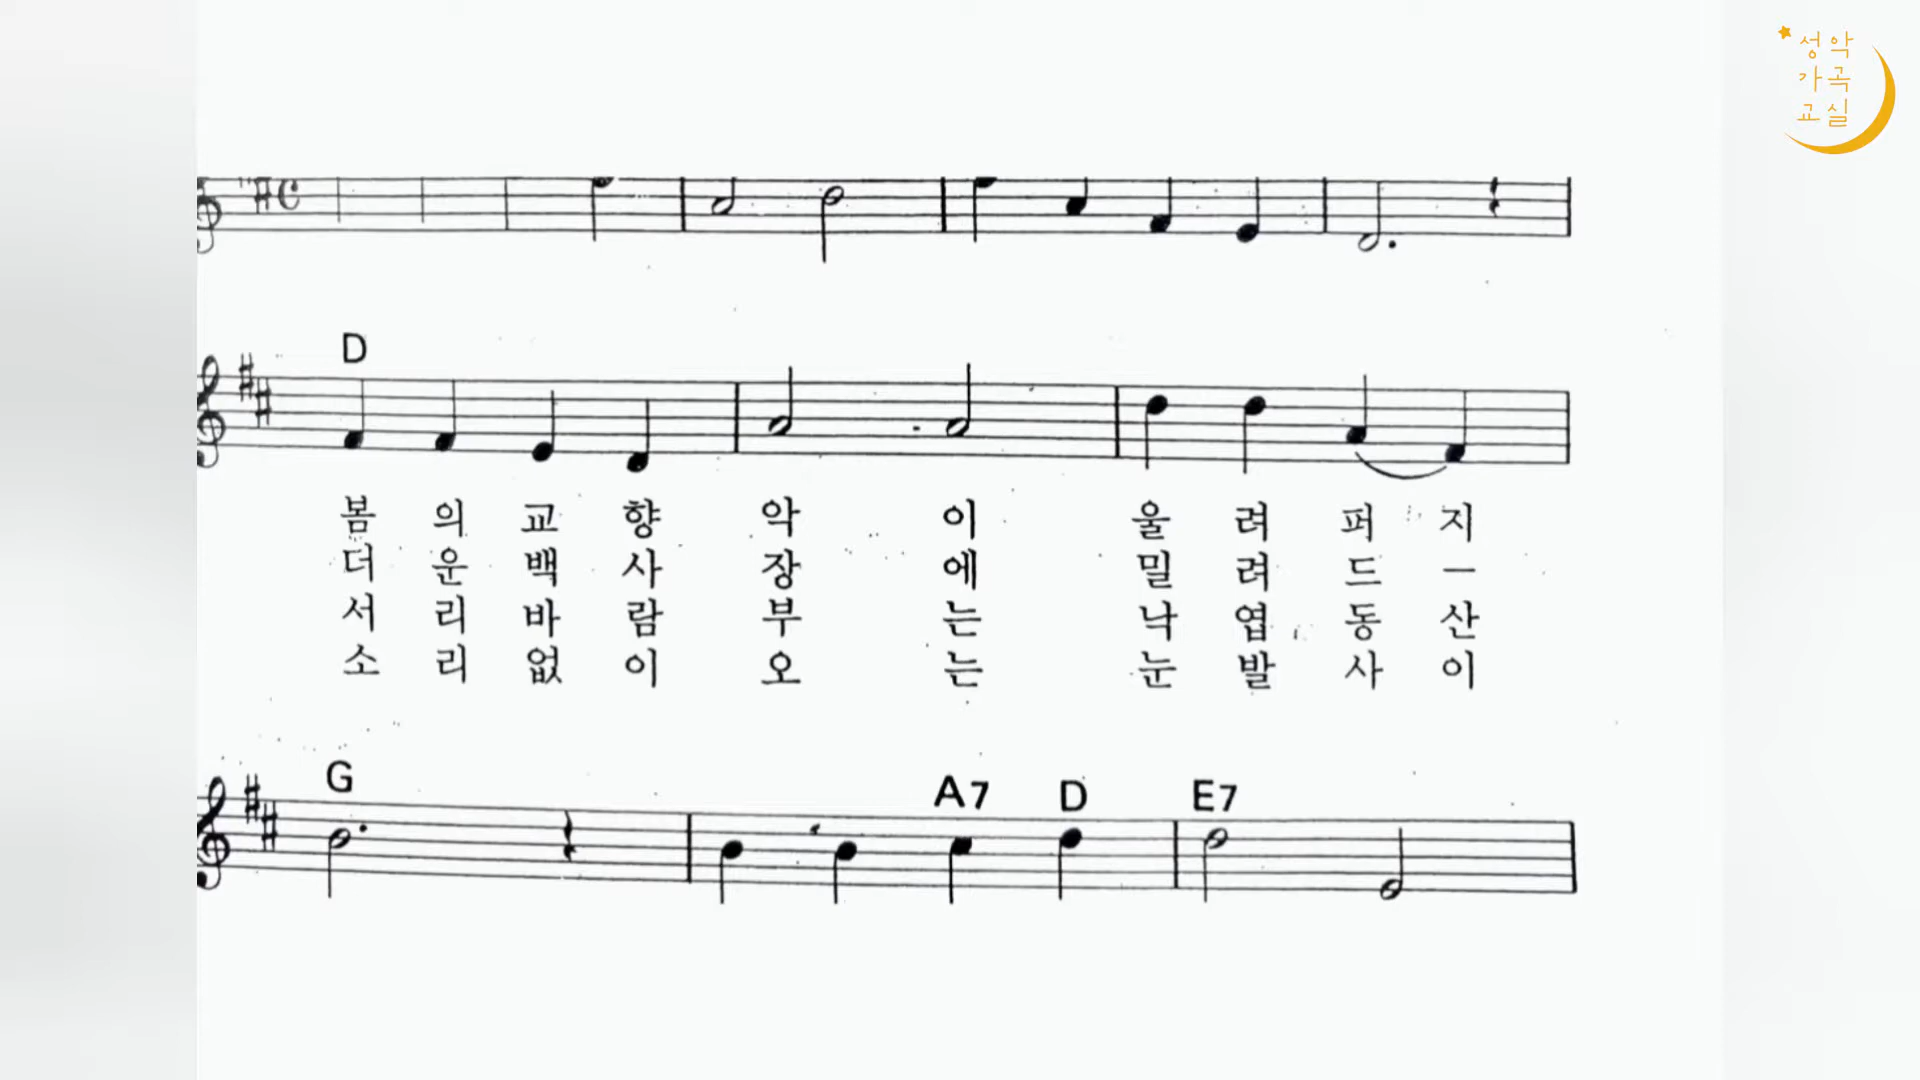 성악
가곡
교실
D
봄 의 교 향 악 이 울 려 퍼 지
더 운 백 사 장 에 밀 려 드 ー
서 리 바 람 부 는 낙 엽 동 산
소 리 없 이 오 는 눈 발 사 이
G A7 D E7